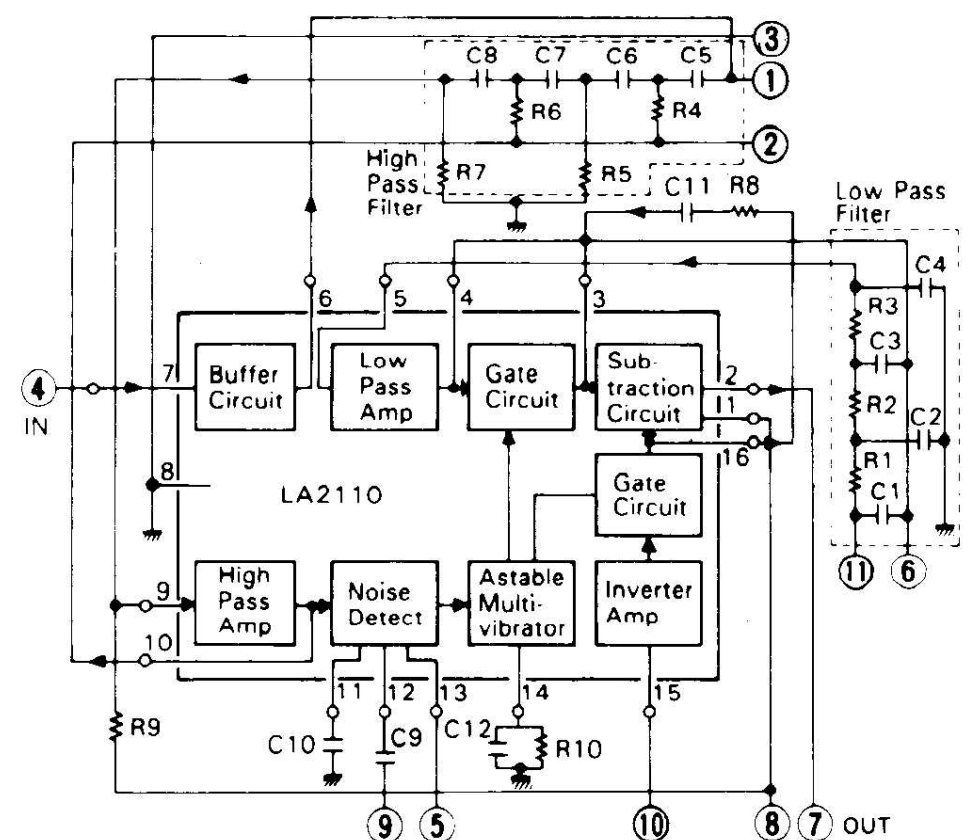 3
C8
C7
C6
C5
1
R6
R4
2
High
Pass
Filter
R7
R5
C11
R8
Low Pass
Filter
C4
R3
C3
R2
C2
R1
C1
11
6
6
5
4
3
4
IN
7
Buffer
Circuit
Low
Pass
Amp
Gate
Circuit
Sub-
traction
Circuit
2
1
16
8
LA2110
Gate
Circuit
9
High
Pass
Amp
Noise
Detect
Astable
Multi-
vibrator
Inverter
Amp
10
11
12
13
14
15
R9
C10
C9
C12
R10
9
5
10
8
7
OUT